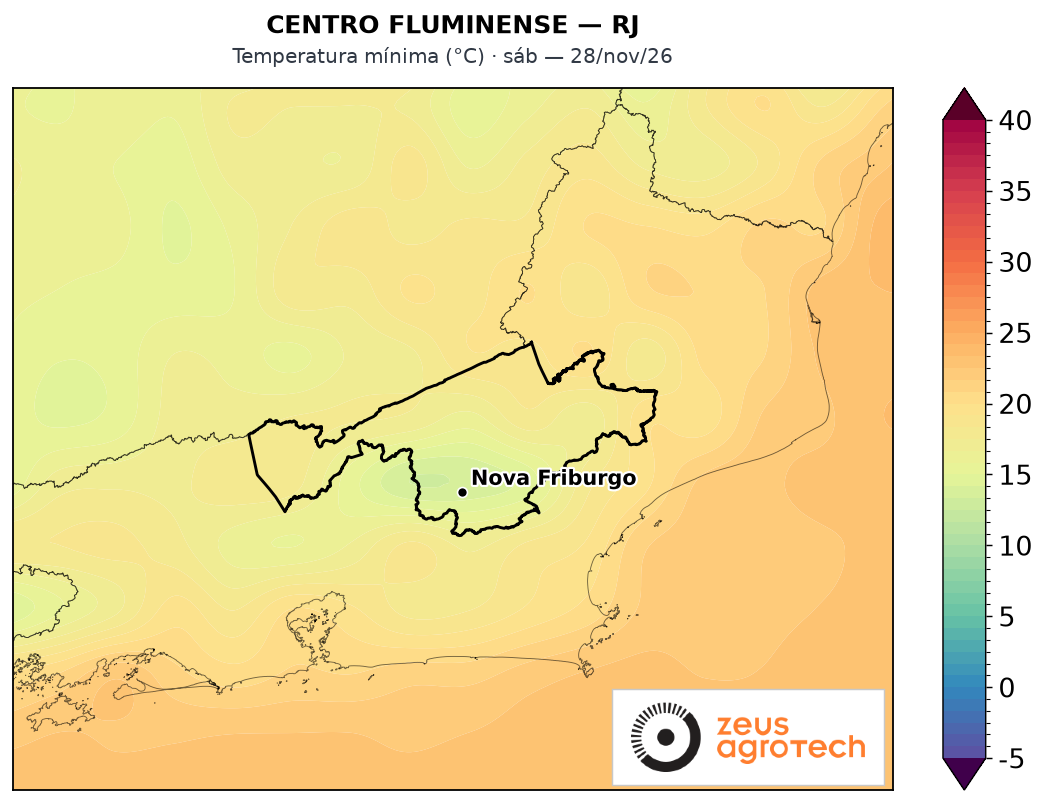 CENTRO FLUMINENSE — RJ
Temperatura mínima (°C) · sáb — 28/nov/26
40
35
30
25
20
15
10
5
0
-5
Nova Friburgo
zeus
agrotech